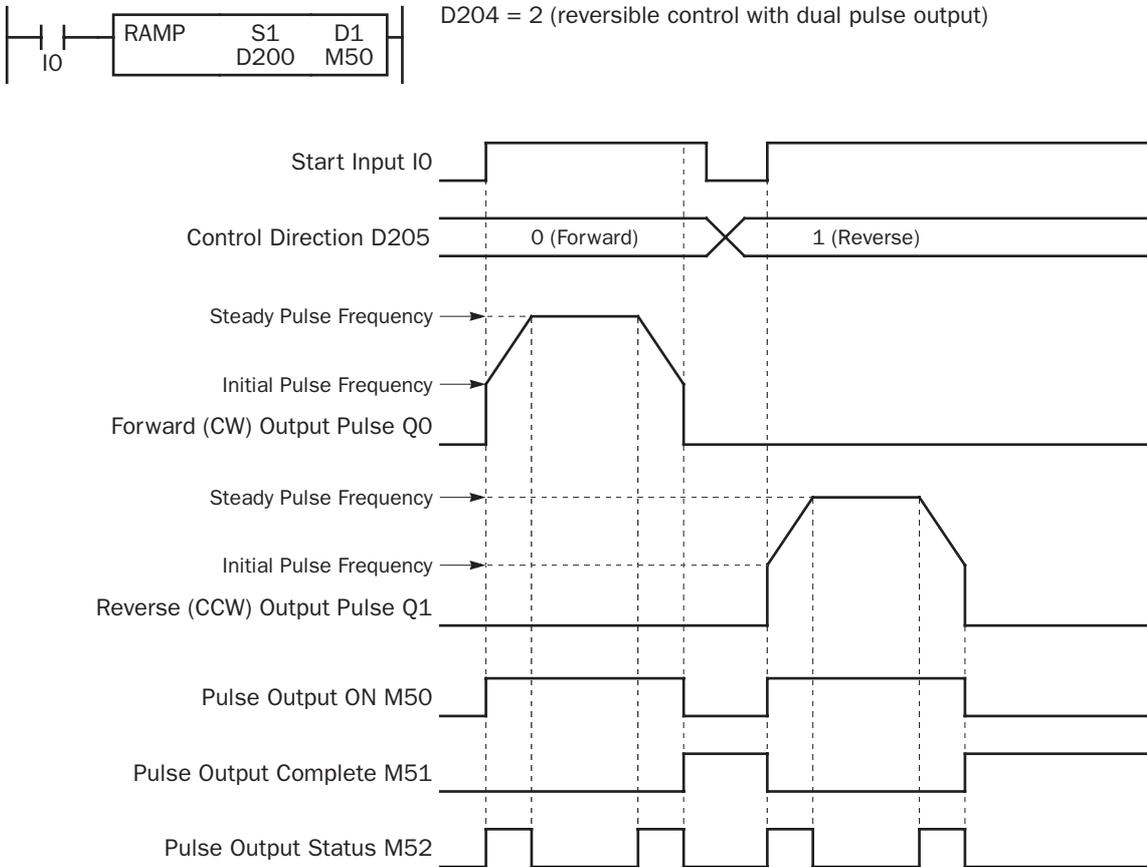 RAMP S1 D1
D200 M50
I0
D204 = 2 (reversible control with dual pulse output)
Start Input I0
Control Direction D205
0 (Forward)
1 (Reverse)
Steady Pulse Frequency
Initial Pulse Frequency
Forward (CW) Output Pulse Q0
Steady Pulse Frequency
Initial Pulse Frequency
Reverse (CCW) Output Pulse Q1
Pulse Output ON M50
Pulse Output Complete M51
Pulse Output Status M52